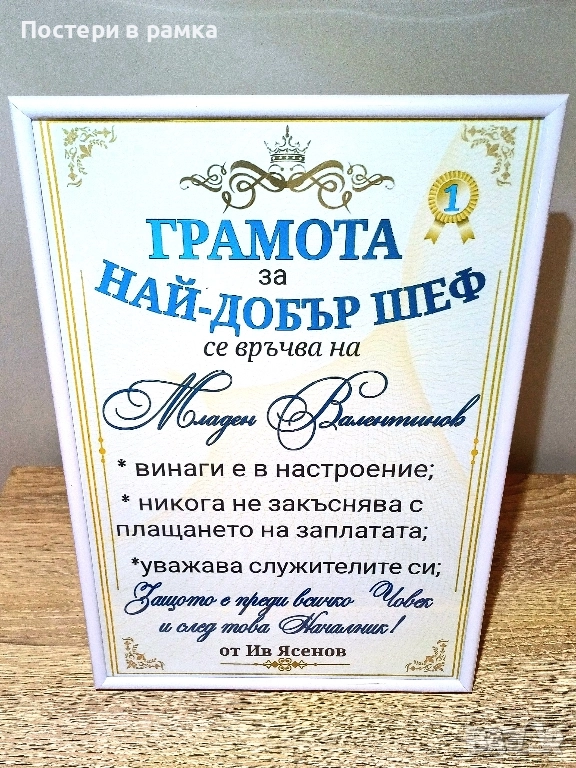 Постери в рамка
1
ГРАМОТА
за
НАЙ-ДОБЪР ШЕФ
се връчва на
Младен Валентинов
* винаги е в настроение;
* никога не закъснява с
плащането на заплатата;
*уважава служителите си;
Защото е преди всичко Човек
и след това Началник!
от Ив Ясенов